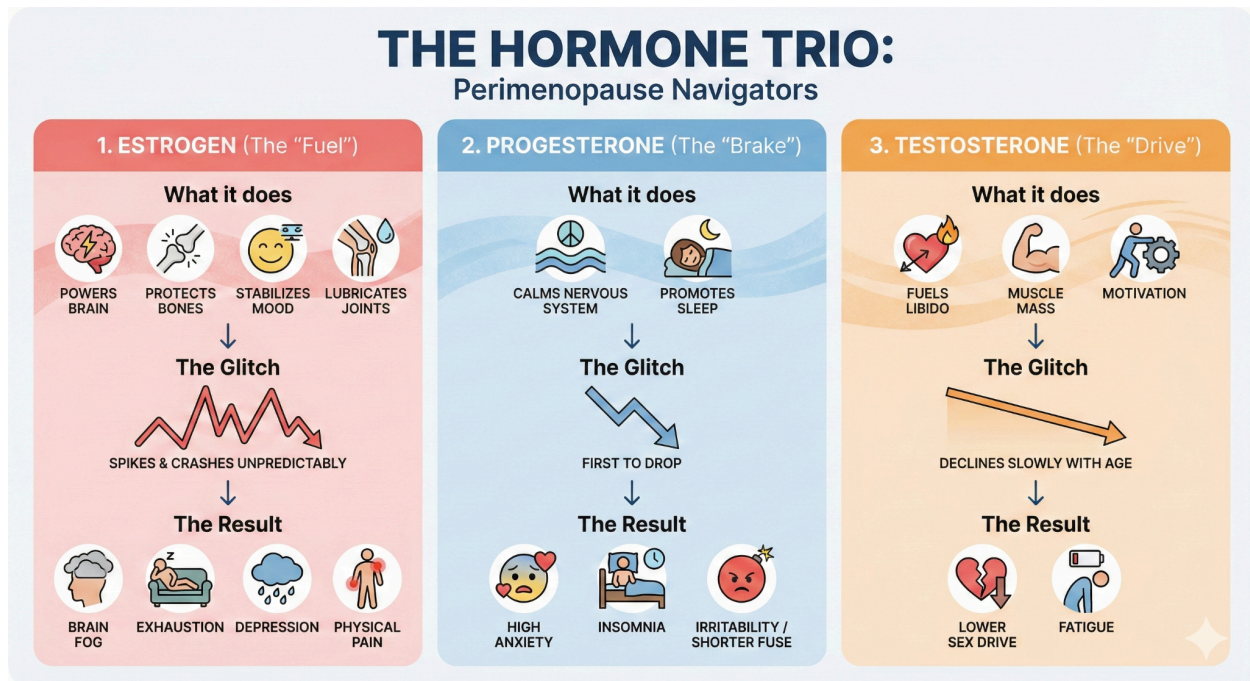 THE HORMONE TRIO:
Perimenopause Navigators
1. ESTROGEN (The “Fuel”)
What it does
POWERS
BRAIN
PROTECTS
BONES
STABILIZES
MOOD
LUBRICATES
JOINTS
The Glitch
SPIKES & CRASHES UNPREDICTABLY
The Result
BRAIN
FOG
Z
EXHAUSTION
DEPRESSION
PHYSICAL
PAIN
2. PROGESTERONE (The “Brake”)
What it does
CALMS NERVOUS
SYSTEM
PROMOTES
SLEEP
The Glitch
FIRST TO DROP
The Result
HIGH
ANXIETY
INSOMNIA
IRRITABILITY /
SHORTER FUSE
3. TESTOSTERONE (The “Drive”)
What it does
FUELS
LIBIDO
MUSCLE
MASS
MOTIVATION
The Glitch
DECLINES SLOWLY WITH AGE
The Result
LOWER
SEX DRIVE
FATIGUE